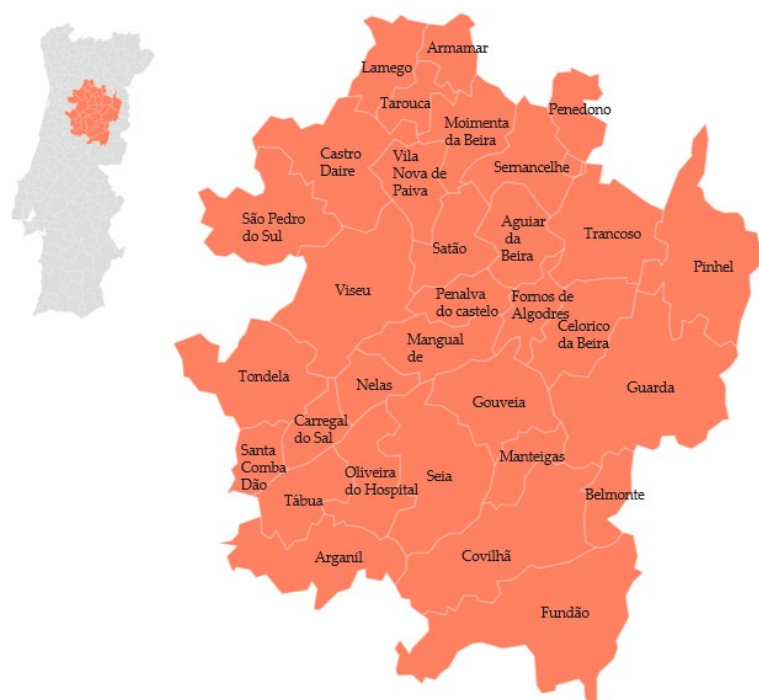 Armamar
Lamego
Tarouca
Penedono
Moimenta
da Beira
Castro
Daire
Vila
Nova de
Paiva
Sernancelhe
São Pedro
do Sul
Satão
Aguiar
da
Beira
Trancoso
Pinhel
Viseu
Penalva
do castelo
Fornos de
Algodres
Celorico
da Beira
Mangual
de
Tondela
Nelas
Gouveia
Guarda
Carregal
do Sal
Santa
Comba
Dão
Oliveira
do Hospital
Seia
Manteigas
Belmonte
Tábua
Arganil
Covilhã
Fundão